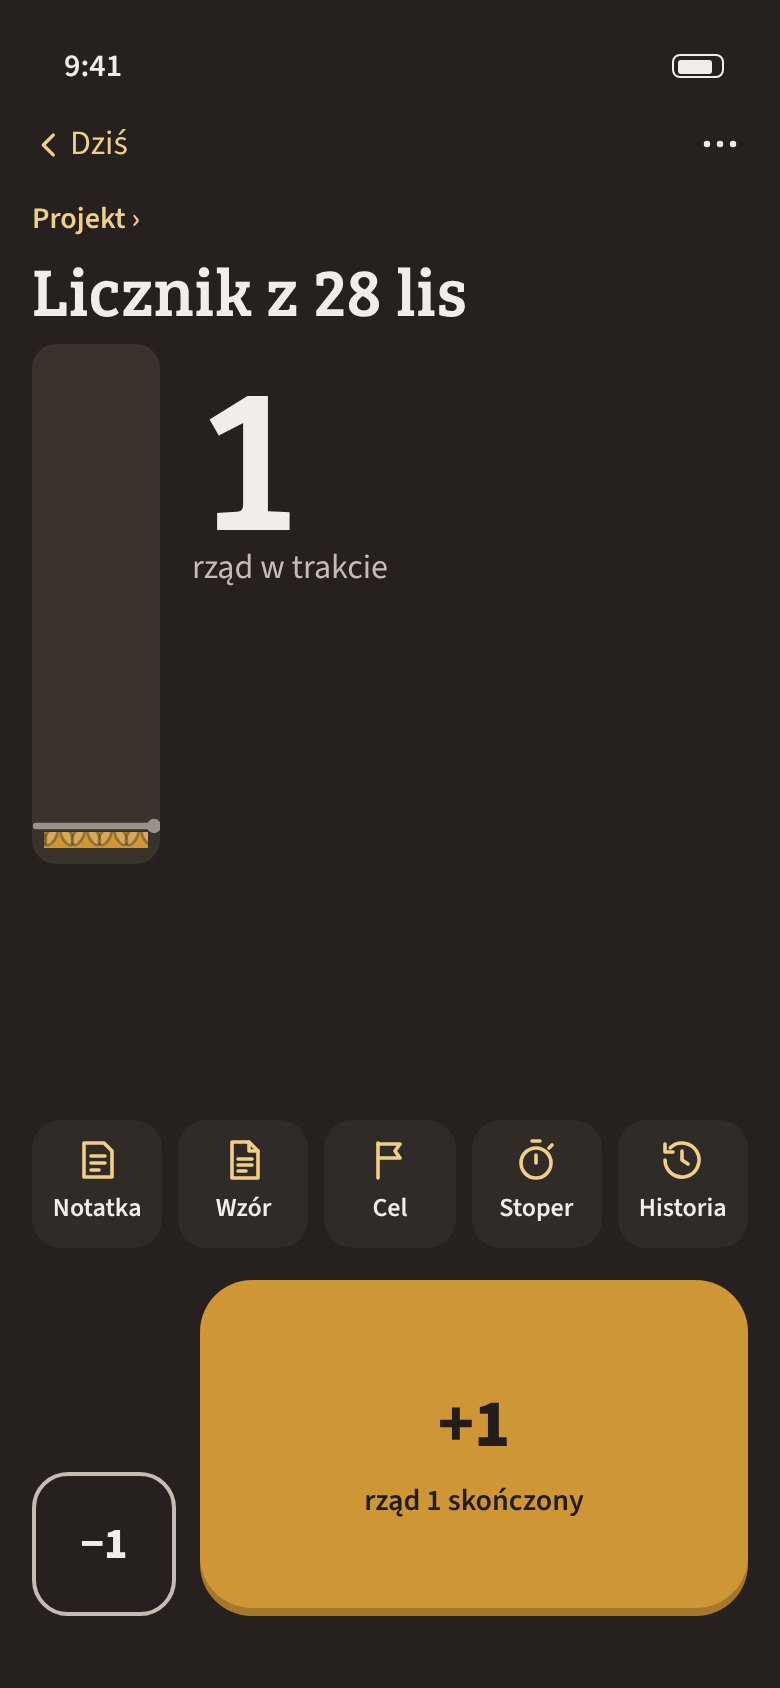 9:41
Dziś
Projekt ›
Licznik z 28 lis
1
rząd w trakcie
Notatka
Wzór
Cel
Stoper
Historia
+1
rząd 1 skończony
−1